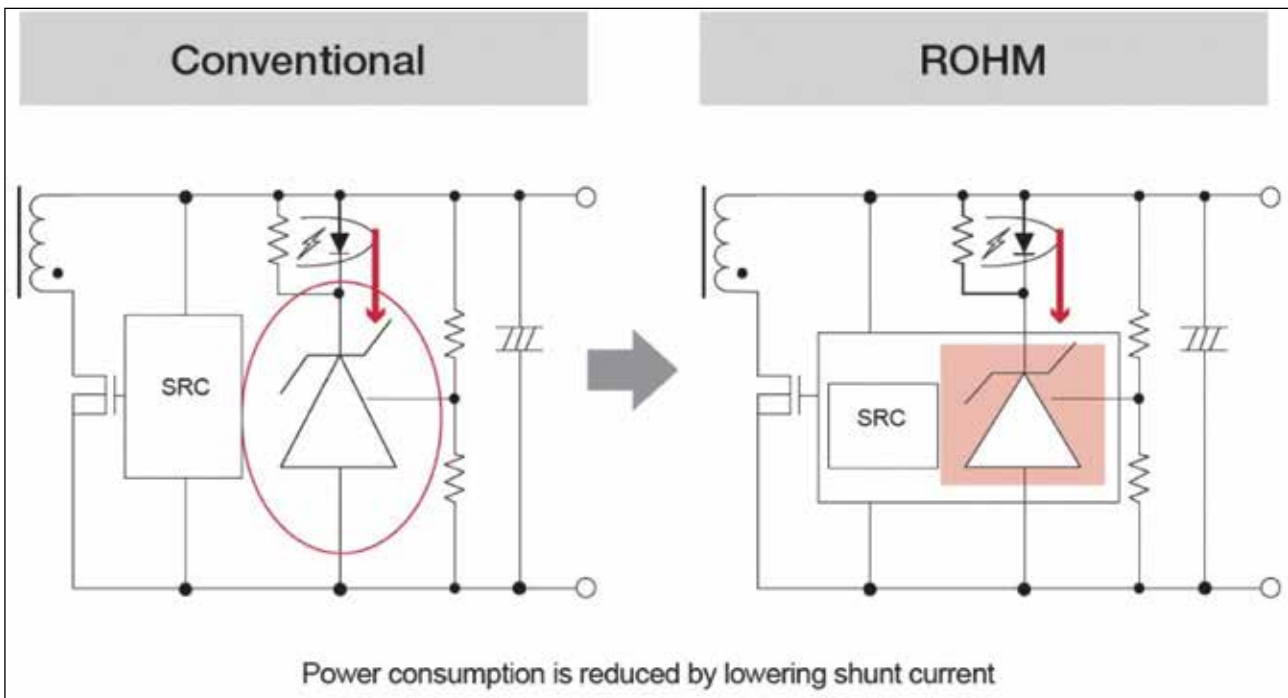 Conventional
ROHM
SRC
SRC
Power consumption is reduced by lowering shunt current